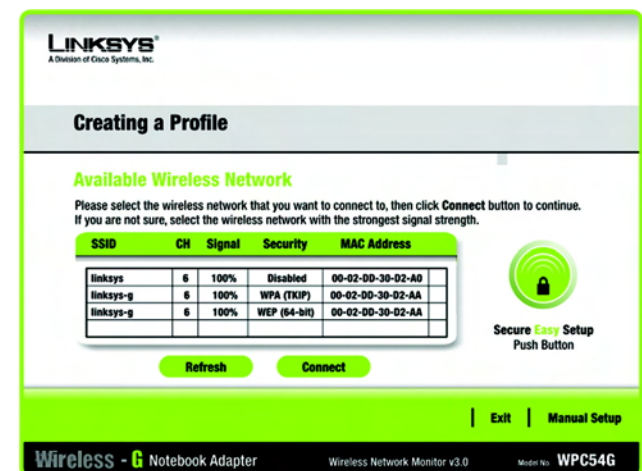 LINKSYS®
A Division of Cisco Systems, Inc.
Creating a Profile
Available Wireless Network
Please select the wireless network that you want to connect to, then click Connect button to continue.
If you are not sure, select the wireless network with the strongest signal strength.
SSID CH Signal Security MAC Address
linksys 6 100% Disabled 00-02-DD-30-D2-A0
linksys-g 6 100% WPA (TKIP) 00-02-DD-30-D2-AA
linksys-g 6 100% WEP (64-bit) 00-02-DD-30-D2-AA
Secure Easy Setup
Push Button
Refresh Connect
Exit Manual Setup
Wireless - G Notebook Adapter Wireless Network Monitor v3.0 Model No. WPC54G